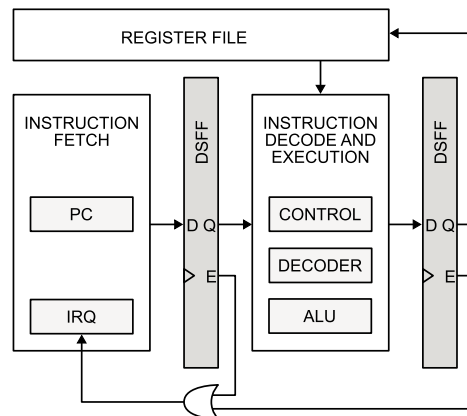 REGISTER FILE
INSTRUCTION
FETCH
PC
IRQ
DSFF
D Q
E
INSTRUCTION
DECODE AND
EXECUTION
CONTROL
DECODER
ALU
DSFF
D Q
E